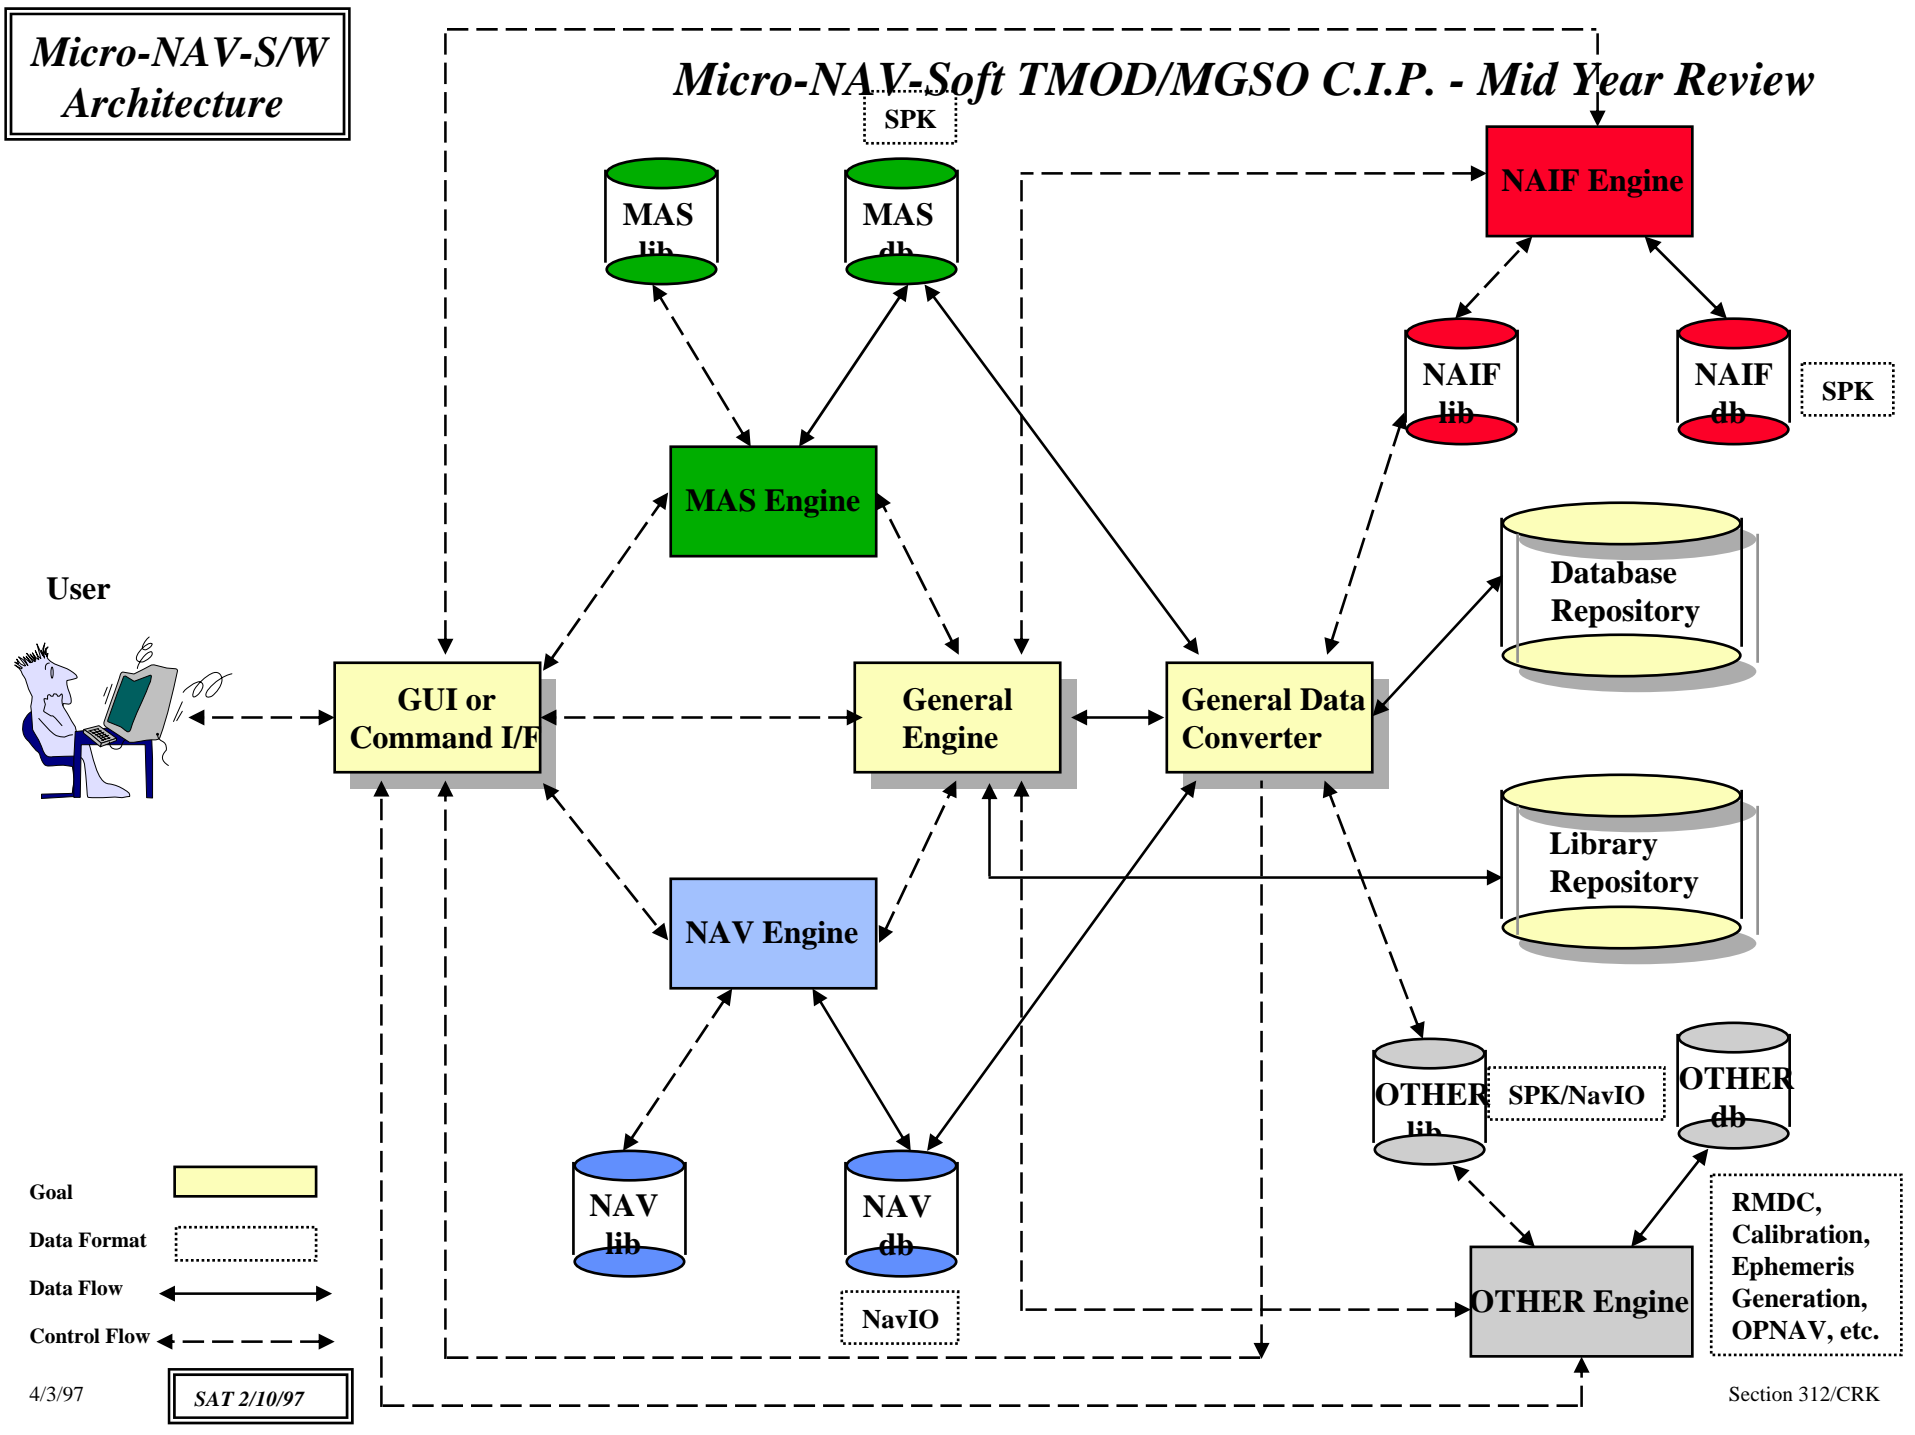 Micro-NAV-S/W
Architecture
Micro-NAV-Soft TMOD/MGSO C.I.P. - Mid Year Review
SPK
MAS
lib
MAS
db
NAIF Engine
NAIF
lib
NAIF
db
SPK
MAS Engine
Database
Repository
User
GUI or
Command I/F
General
Engine
General Data
Converter
Library
Repository
NAV Engine
OTHER
lib
SPK/NavIO
OTHER
db
NAV
lib
NAV
db
NavIO
OTHER Engine
RMDC,
Calibration,
Ephemeris
Generation,
OPNAV, etc.
Goal
Data Format
Data Flow
Control Flow
4/3/97
SAT 2/10/97
Section 312/CRK